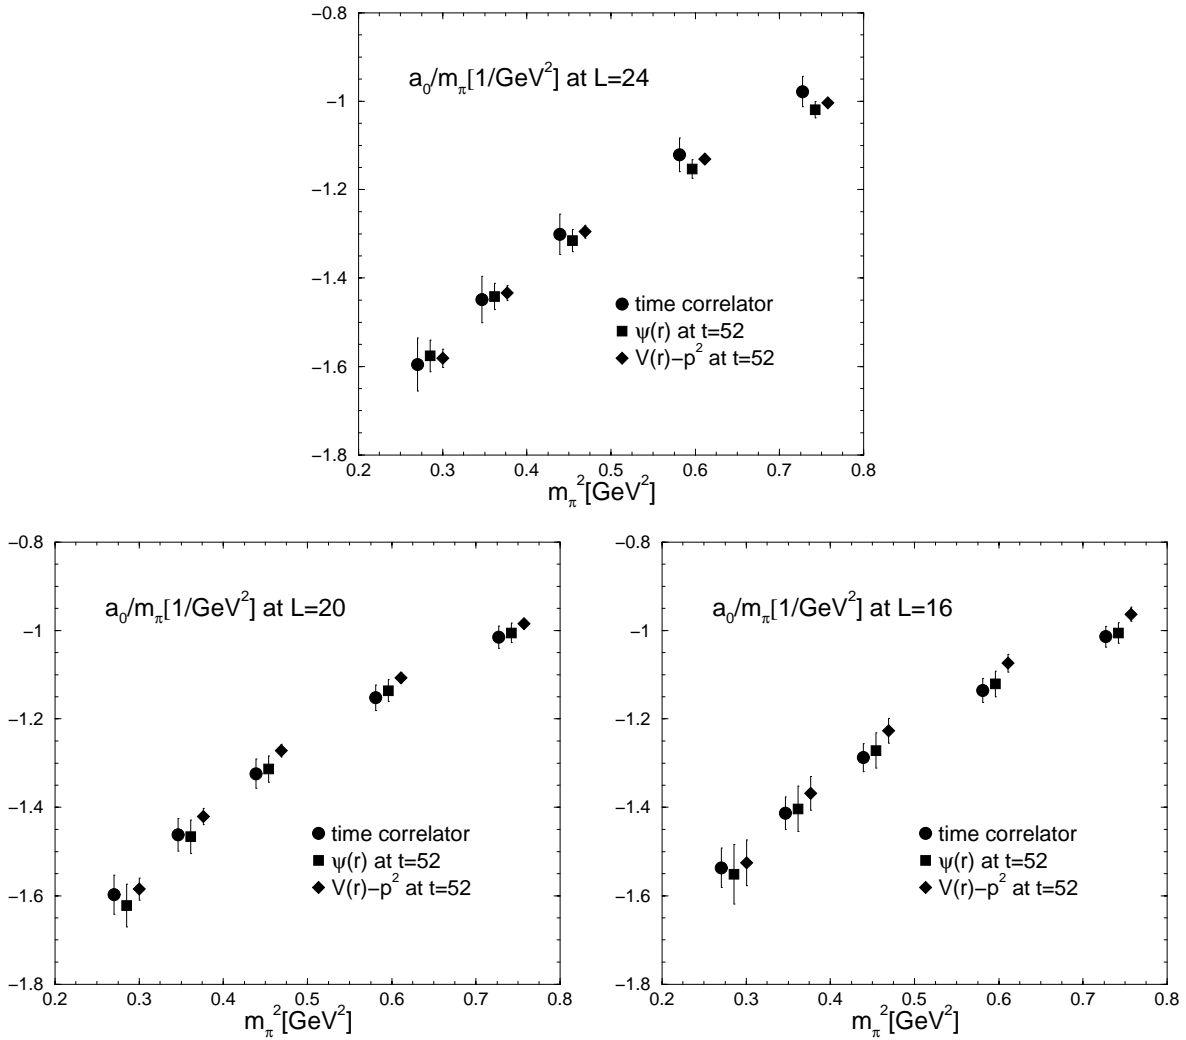 −0.8
a₀/mπ[1/GeV²] at L=24
−1
−1.2
−1.4
−1.6
−1.8
time correlator
ψ(r) at t=52
V(r)−p² at t=52
0.2 0.3 0.4 0.5 0.6 0.7 0.8
mπ²[GeV²]
−0.8
a₀/mπ[1/GeV²] at L=20
−1
−1.2
−1.4
−1.6
−1.8
time correlator
ψ(r) at t=52
V(r)−p² at t=52
0.2 0.3 0.4 0.5 0.6 0.7 0.8
mπ²[GeV²]
−0.8
a₀/mπ[1/GeV²] at L=16
−1
−1.2
−1.4
−1.6
−1.8
time correlator
ψ(r) at t=52
V(r)−p² at t=52
0.2 0.3 0.4 0.5 0.6 0.7 0.8
mπ²[GeV²]